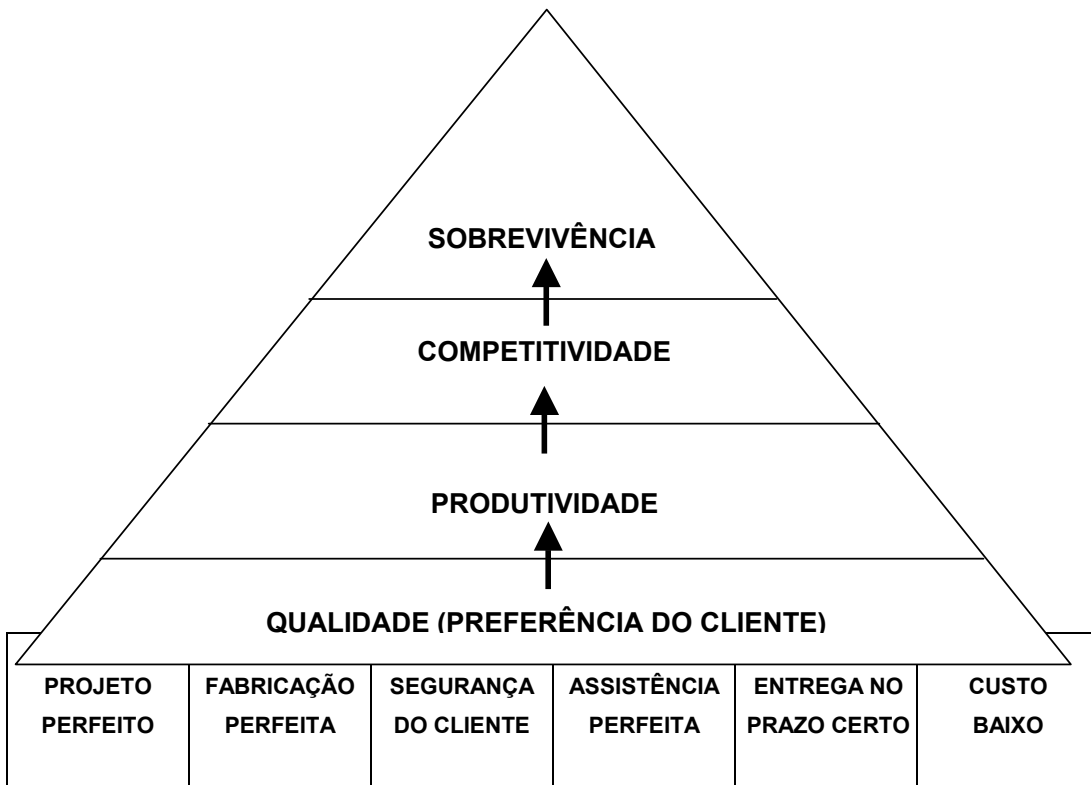 SOBREVIVÊNCIA
COMPETITIVIDADE
PRODUTIVIDADE
QUALIDADE (PREFERÊNCIA DO CLIENTE)
PROJETO
PERFEITO
FABRICAÇÃO
PERFEITA
SEGURANÇA
DO CLIENTE
ASSISTÊNCIA
PERFEITA
ENTREGA NO
PRAZO CERTO
CUSTO
BAIXO